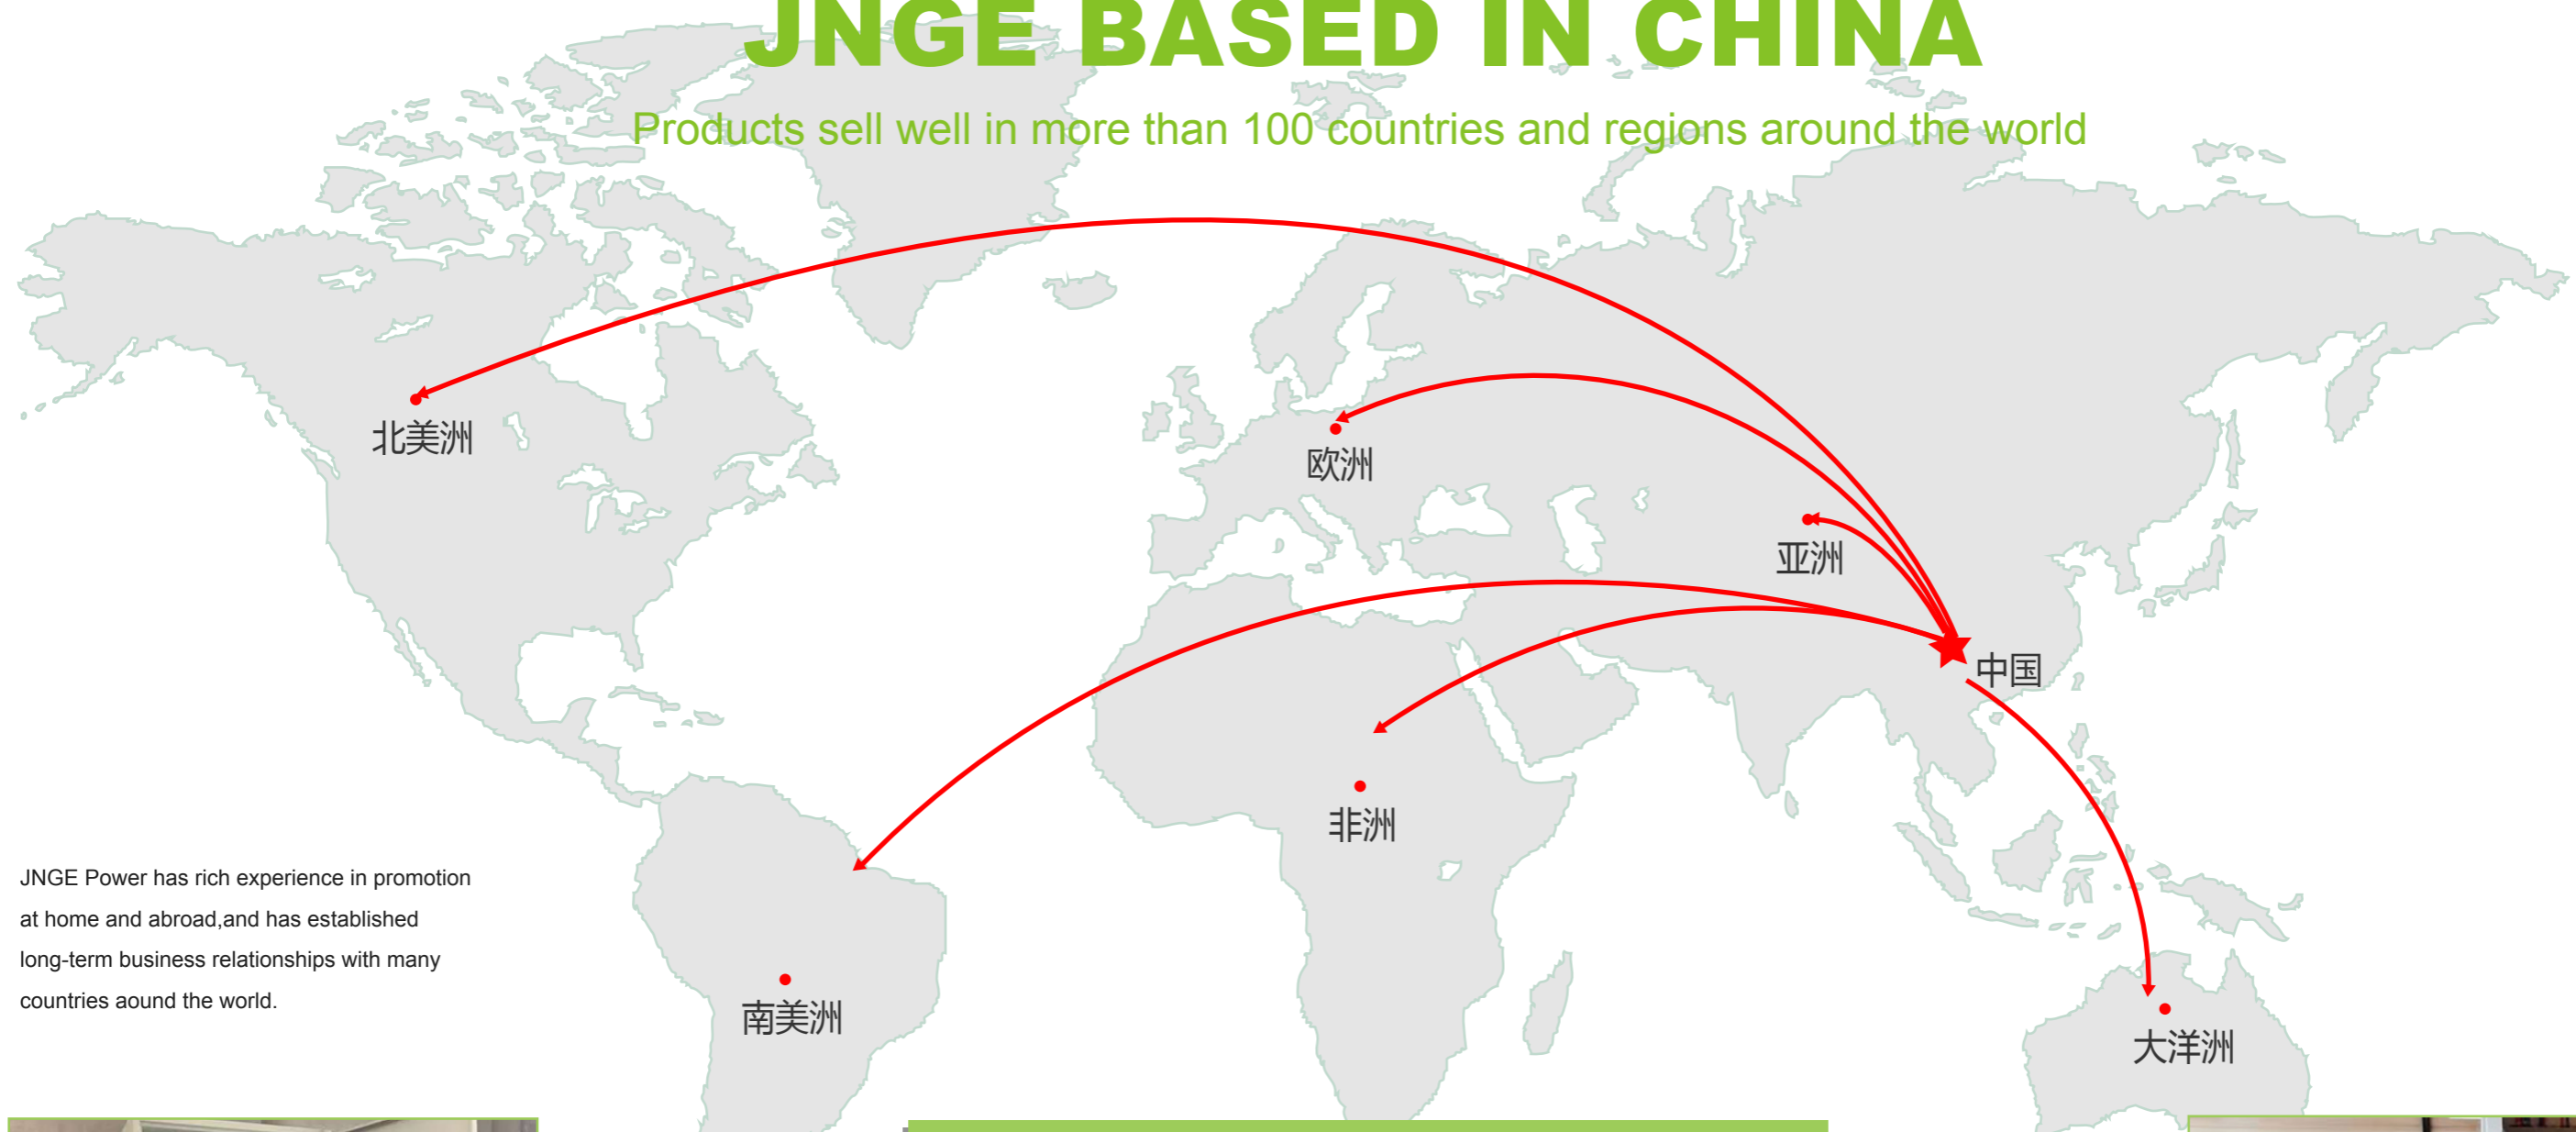 JNGE BASED IN CHINA
Products sell well in more than 100 countries and regions around the world
北美洲
欧洲
亚洲
中国
非洲
JNGE Power has rich experience in promotion
at home and abroad,and has established
long-term business relationships with many
countries aound the world.
南美洲
大洋洲